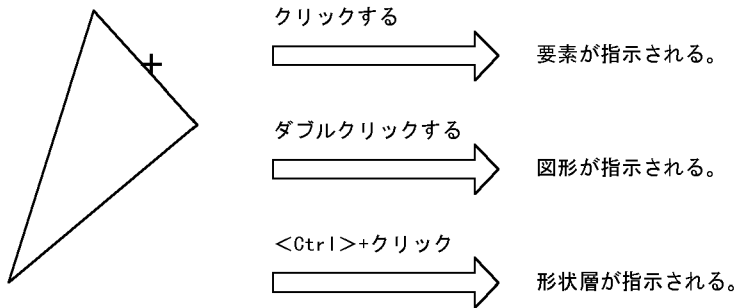 クリックする
要素が指示される。
ダブルクリックする
図形が指示される。
<Ctrl>+クリック
形状層が指示される。